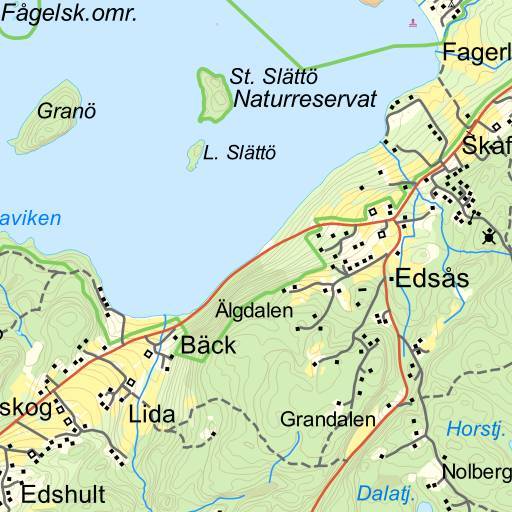 Fågelsk.omr.
Fagerl
St. Slättö
Naturreservat
Granö
L. Slättö
Skaf
aviken
Edsås
Älgdalen
Bäck
skog
Lida
Grandalen
Horstj.
Nolberg
Edshult
Dalatj.